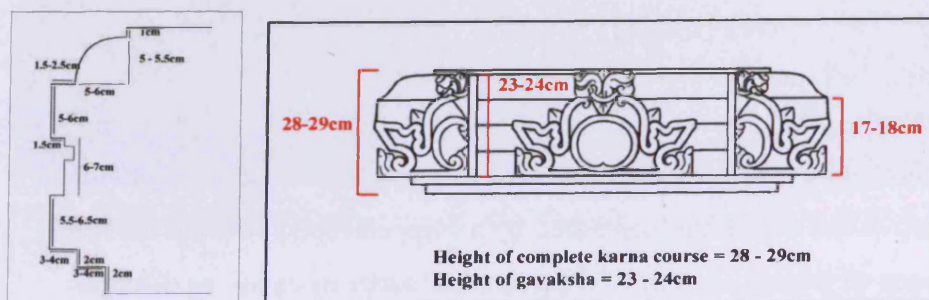 1cm
1.5-2.5cm
5 - 5.5cm
5-6cm
5-6cm
1.5cm
6-7cm
5.5-6.5cm
3-4cm
2cm
3-4cm
2cm
23-24cm
28-29cm
17-18cm
Height of complete karna course = 28 - 29cm
Height of gavaksha = 23 - 24cm